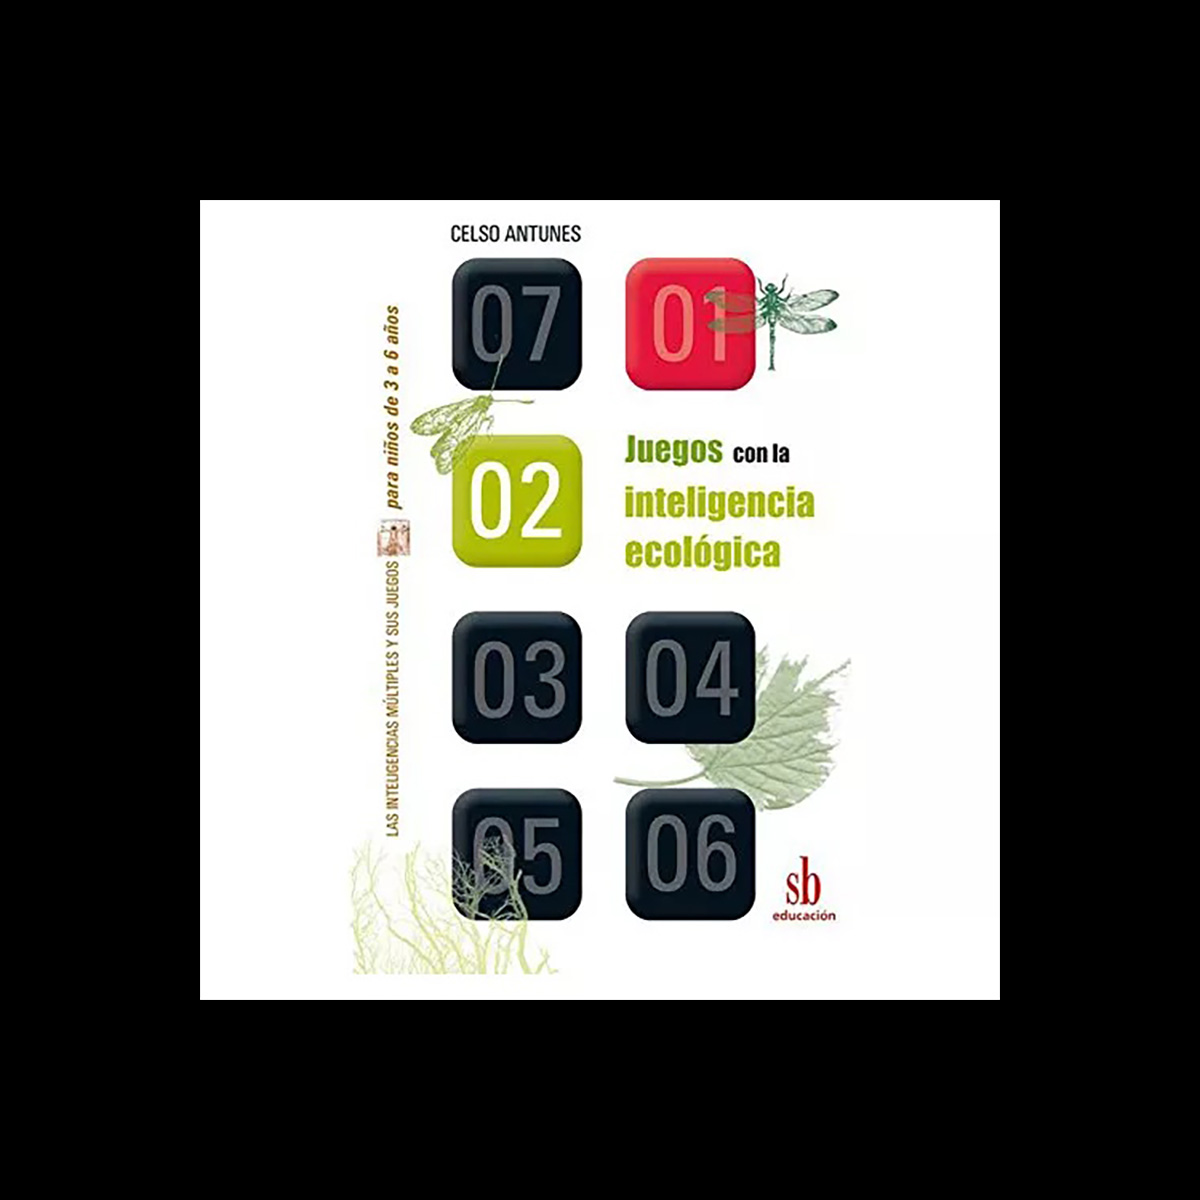 CELSO ANTUNES
07
01
02
Juegos con la
inteligencia
ecológica
03
04
05
06
LAS INTELIGENCIAS MÚLTIPLES Y SUS JUEGOS para niños de 3 a 6 años
sb
educación